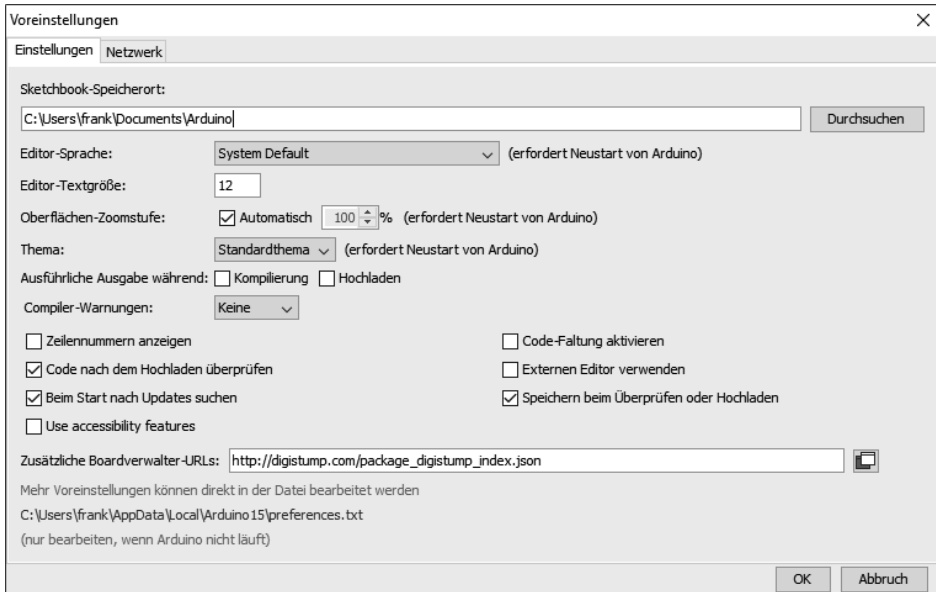 Voreinstellungen
Einstellungen Netzwerk
Sketchbook-Speicherort:
C:\Users\frank\Documents\Arduino Durchsuchen
Editor-Sprache: System Default (erfordert Neustart von Arduino)
Editor-Textgröße: 12
Oberflächen-Zoomstufe: Automatisch 100 % (erfordert Neustart von Arduino)
Thema: Standardthema (erfordert Neustart von Arduino)
Ausführliche Ausgabe während: Kompilierung Hochladen
Compiler-Warnungen: Keine
Zeilennummern anzeigen Code-Faltung aktivieren
Code nach dem Hochladen überprüfen Externen Editor verwenden
Beim Start nach Updates suchen Speichern beim Überprüfen oder Hochladen
Use accessibility features
Zusätzliche Boardverwalter-URLs: http://digistump.com/package_digistump_index.json
Mehr Voreinstellungen können direkt in der Datei bearbeitet werden
C:\Users\frank\AppData\Local\Arduino15\preferences.txt
(nur bearbeiten, wenn Arduino nicht läuft)
OK Abbruch